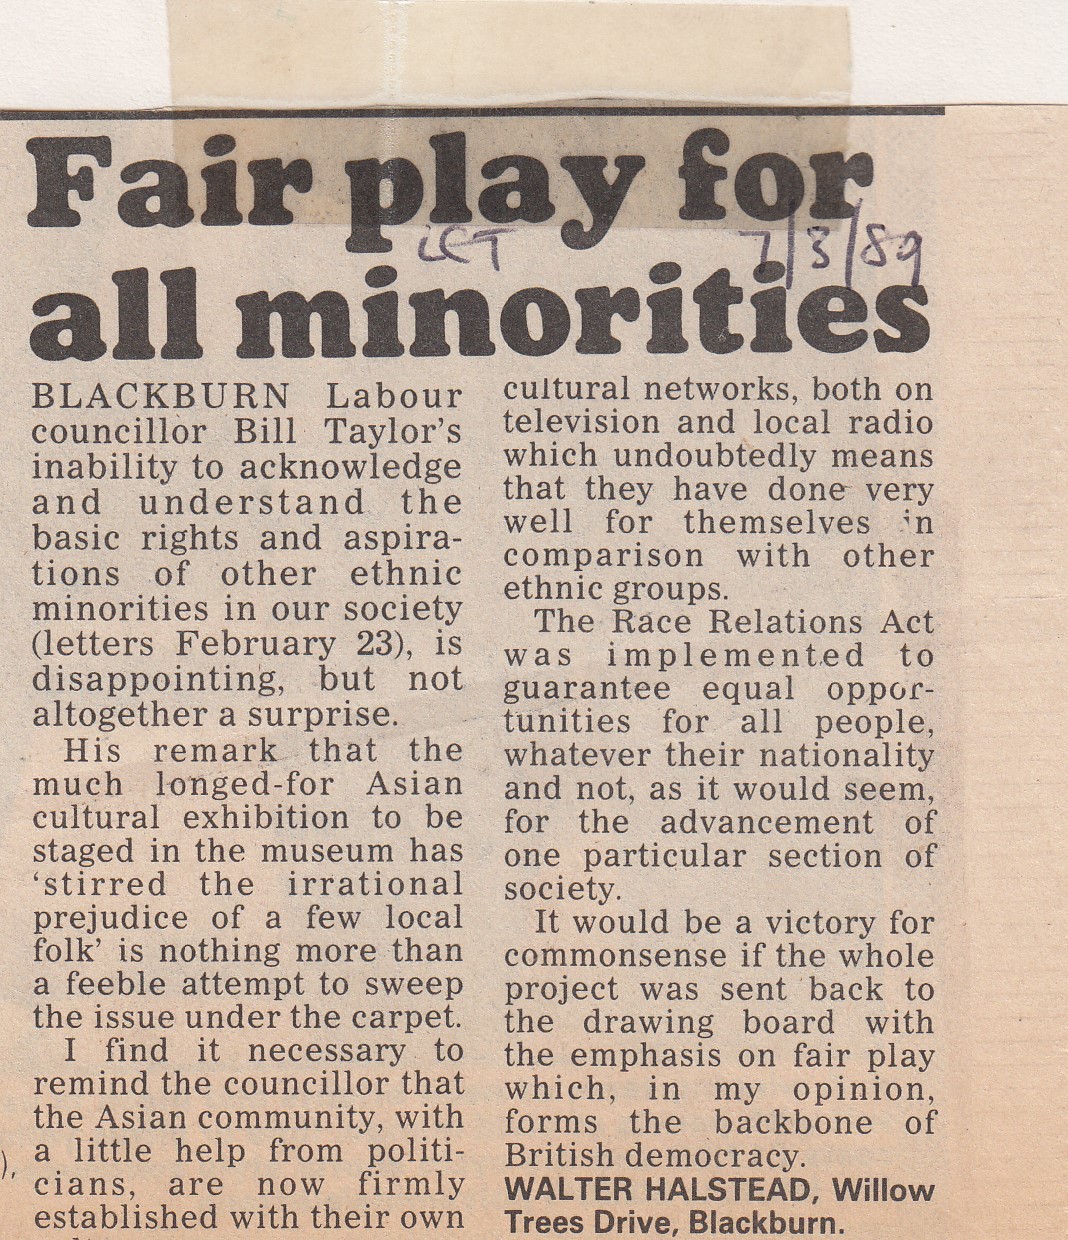 Fair play for
LET 7/3/89
all minorities
BLACKBURN Labour
councillor Bill Taylor's
inability to acknowledge
and understand the
basic rights and aspira-
tions of other ethnic
minorities in our society
(letters February 23), is
disappointing, but not
altogether a surprise.
His remark that the
much longed-for Asian
cultural exhibition to be
staged in the museum has
‘stirred the irrational
prejudice of a few local
folk’ is nothing more than
a feeble attempt to sweep
the issue under the carpet.
I find it necessary to
remind the councillor that
the Asian community, with
a little help from politi-
cians, are now firmly
established with their own
cultural networks, both on
television and local radio
which undoubtedly means
that they have done very
well for themselves in
comparison with other
ethnic groups.
The Race Relations Act
was implemented to
guarantee equal oppor-
tunities for all people,
whatever their nationality
and not, as it would seem,
for the advancement of
one particular section of
society.
It would be a victory for
commonsense if the whole
project was sent back to
the drawing board with
the emphasis on fair play
which, in my opinion,
forms the backbone of
British democracy.
WALTER HALSTEAD, Willow
Trees Drive, Blackburn.
),